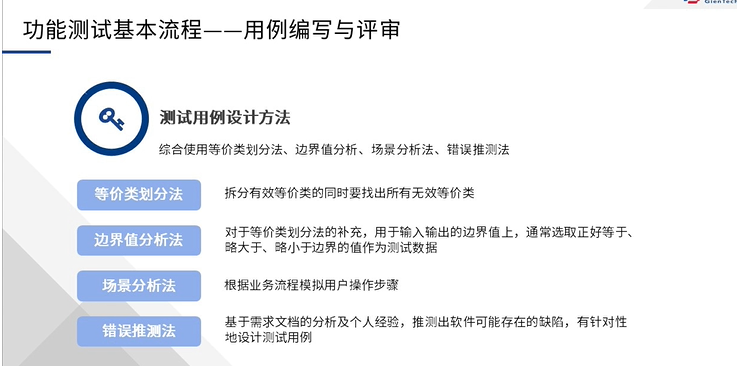 GienTech
功能测试基本流程——用例编写与评审
测试用例设计方法
综合使用等价类划分法、边界值分析、场景分析法、错误推测法
等价类划分法
拆分有效等价类的同时要找出所有无效等价类
边界值分析法
对于等价类划分法的补充，用于输入输出的边界值上，通常选取正好等于、
略大于、略小于边界的值作为测试数据
场景分析法
根据业务流程模拟用户操作步骤
错误推测法
基于需求文档的分析及个人经验，推测出软件可能存在的缺陷，有针对性
地设计测试用例